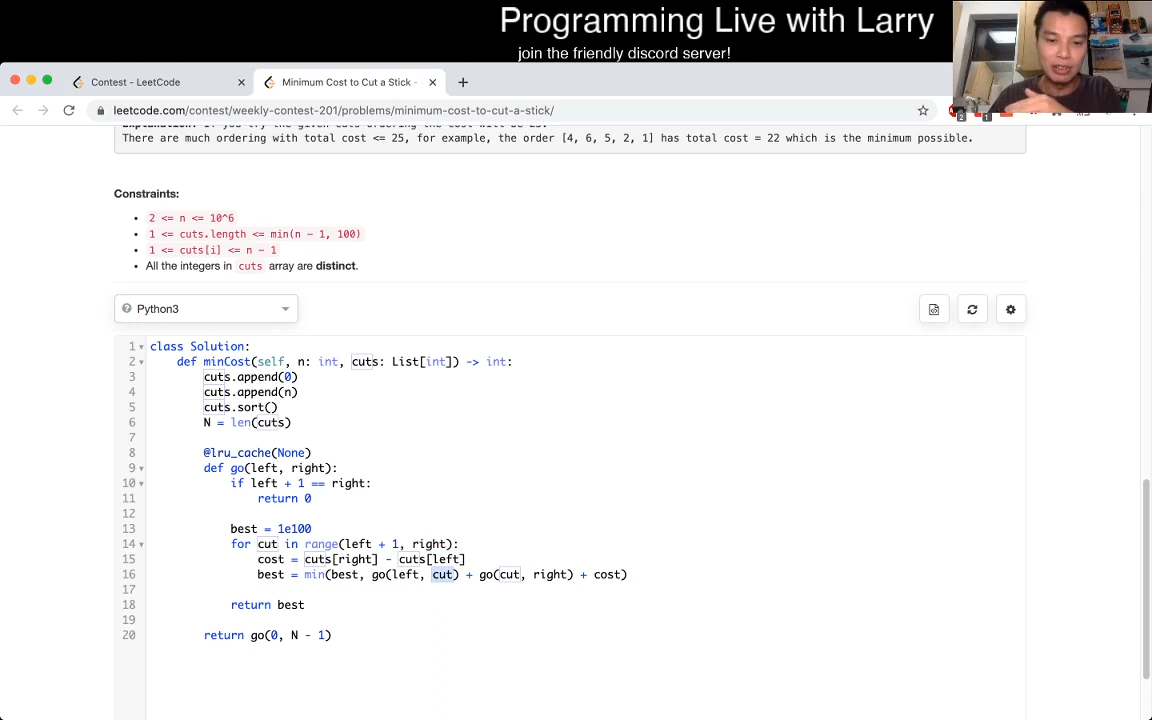 Programming Live with Larry
join the friendly discord server!
Contest - LeetCode
Minimum Cost to Cut a Stick -
leetcode.com/contest/weekly-contest-201/problems/minimum-cost-to-cut-a-stick/
2
1
There are much ordering with total cost <= 25, for example, the order [4, 6, 5, 2, 1] has total cost = 22 which is the minimum possible.
Constraints:
2 <= n <= 10^6
1 <= cuts.length <= min(n - 1, 100)
1 <= cuts[i] <= n - 1
All the integers in cuts array are distinct.
Python3
1 class Solution:
2 def minCost(self, n: int, cuts: List[int]) -> int:
3 cuts.append(0)
4 cuts.append(n)
5 cuts.sort()
6 N = len(cuts)
7
8 @lru_cache(None)
9 def go(left, right):
10 if left + 1 == right:
11 return 0
12
13 best = 1e100
14 for cut in range(left + 1, right):
15 cost = cuts[right] - cuts[left]
16 best = min(best, go(left, cut) + go(cut, right) + cost)
17
18 return best
19
20 return go(0, N - 1)